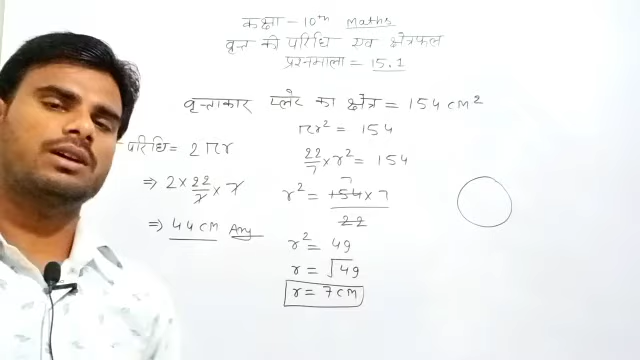 कक्षा - 10th Maths
वृत्त की परिधि एवं क्षेत्रफल
प्रश्नमाला = 15.1
वृत्ताकार प्लेट का क्षेत्र = 154 cm²
πr² = 154
22/7 × r² = 154
r² = 7 154 × 7 / 22
r² = 49
r = √49
r = 7 cm
परिधि = 2πr
⇒ 2 × 22/7 × 7
⇒ 44 cm Ans